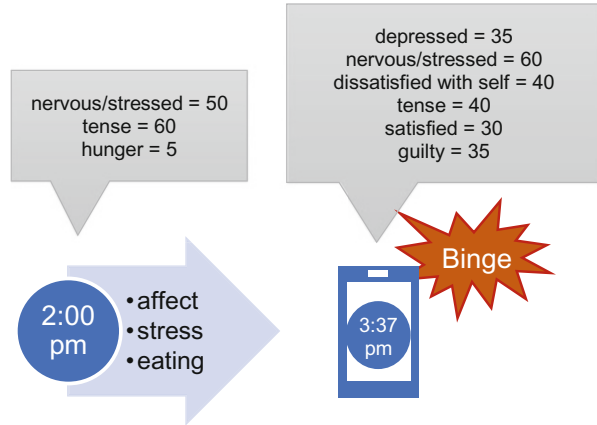 nervous/stressed = 50
tense = 60
hunger = 5
depressed = 35
nervous/stressed = 60
dissatisfied with self = 40
tense = 40
satisfied = 30
guilty = 35
2:00
pm
•affect
•stress
•eating
Binge
3:37
pm